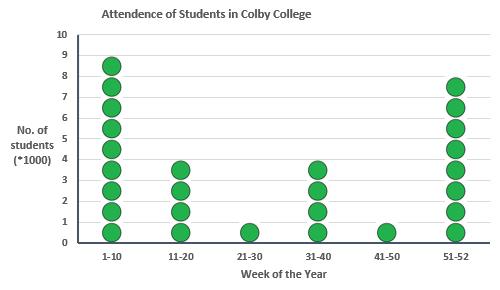 Attendence of Students in Colby College
10
9
8
7
6
5
4
3
2
1
0
No. of
students
(*1000)
1-10 11-20 21-30 31-40 41-50 51-52
Week of the Year